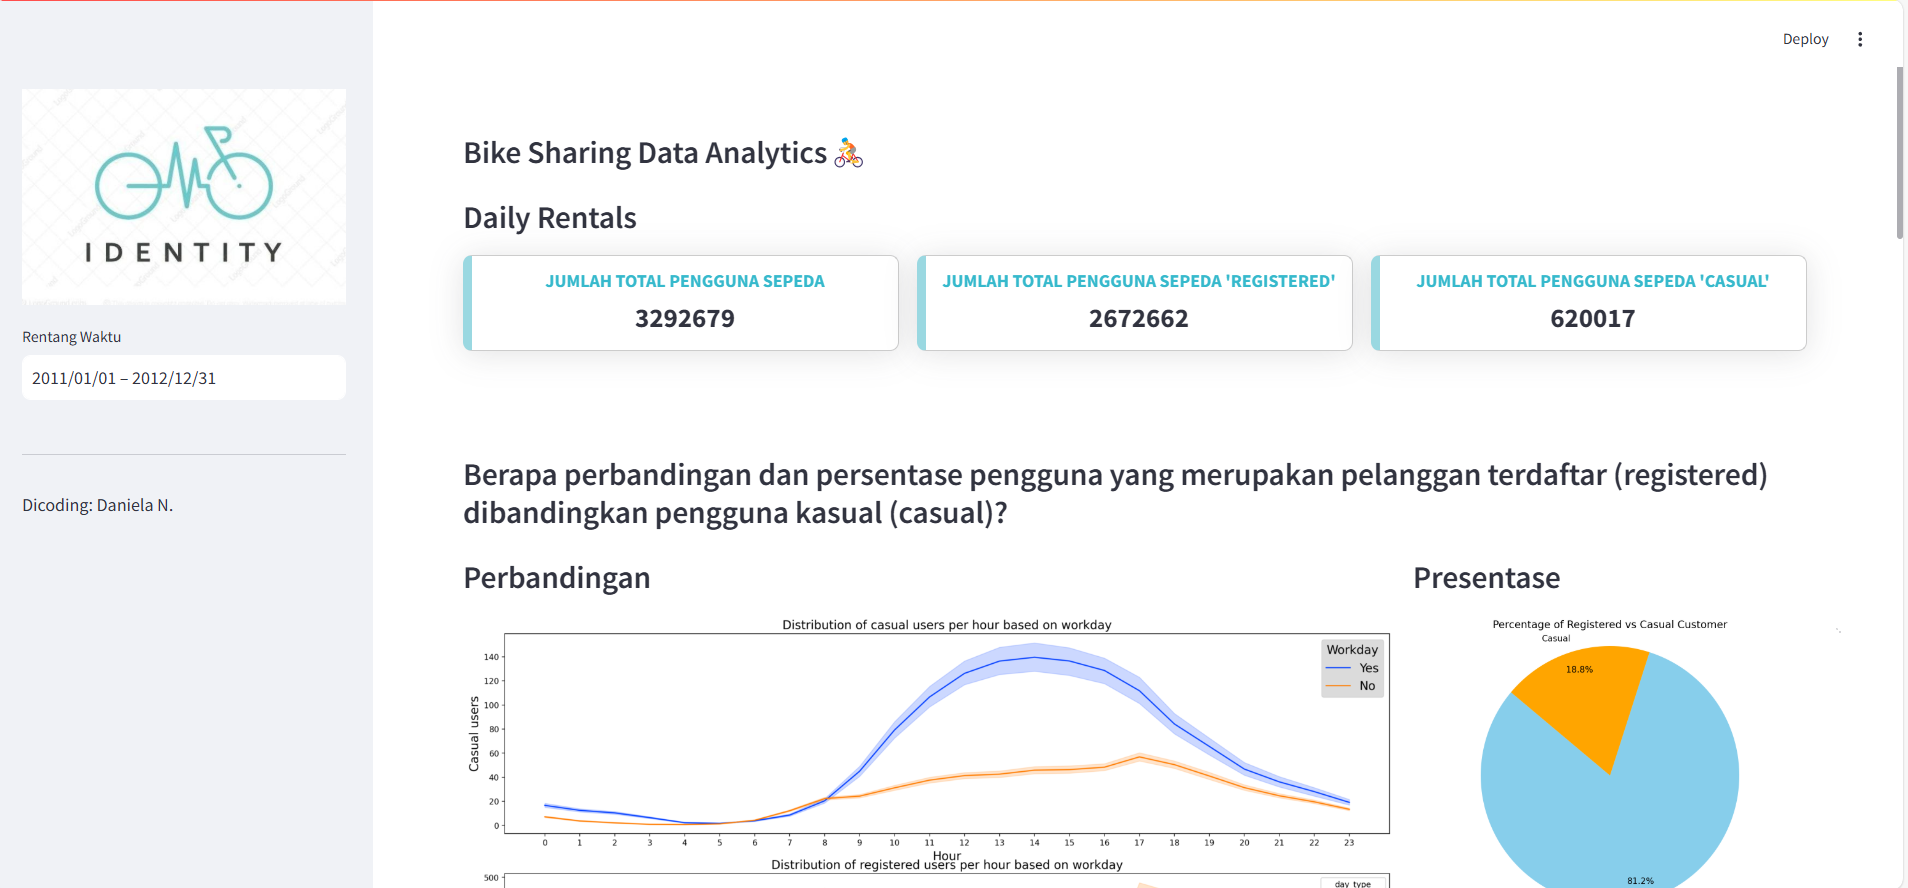 Deploy
IDENTITY
Rentang Waktu
2011/01/01 – 2012/12/31
Dicoding: Daniela N.
Bike Sharing Data Analytics 🚴
Daily Rentals
JUMLAH TOTAL PENGGUNA SEPEDA
3292679
JUMLAH TOTAL PENGGUNA SEPEDA 'REGISTERED'
2672662
JUMLAH TOTAL PENGGUNA SEPEDA 'CASUAL'
620017
Berapa perbandingan dan persentase pengguna yang merupakan pelanggan terdaftar (registered)
dibandingkan pengguna kasual (casual)?
Perbandingan
Distribution of casual users per hour based on workday
Casual users
140
120
100
80
60
40
20
0
Workday
Yes
No
0 1 2 3 4 5 6 7 8 9 10 11 12 13 14 15 16 17 18 19 20 21 22 23
Hour
Distribution of registered users per hour based on workday
500
day_type
Presentase
Percentage of Registered vs Casual Customer
Casual
18.8%
81.2%